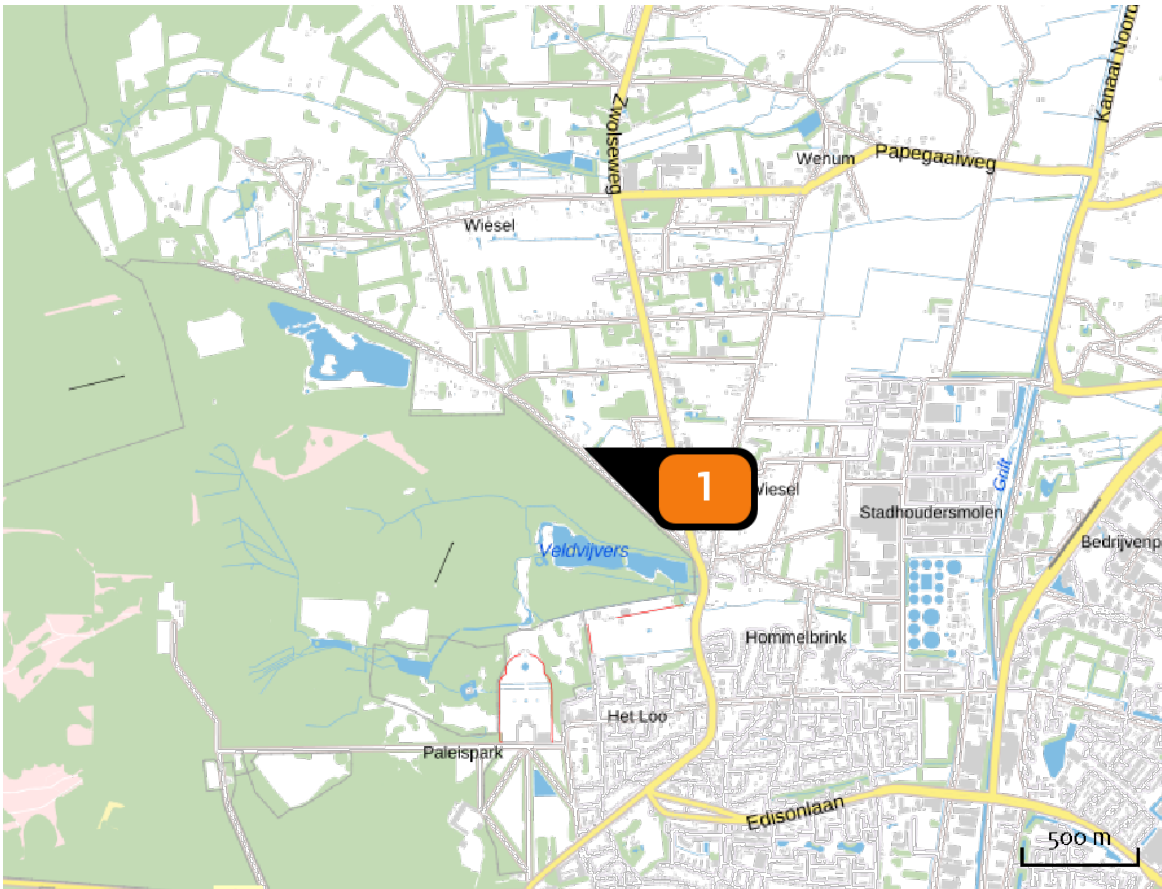 Kanaal Noord
Zwolseweg
Wenum
Papegaaiweg
Wiesel
1
Wiesel
Grift
Stadhoudersmolen
Veldvijvers
Bedrijvenp
Hommelbrink
Het Loo
Paleispark
Edisonlaan
500 m